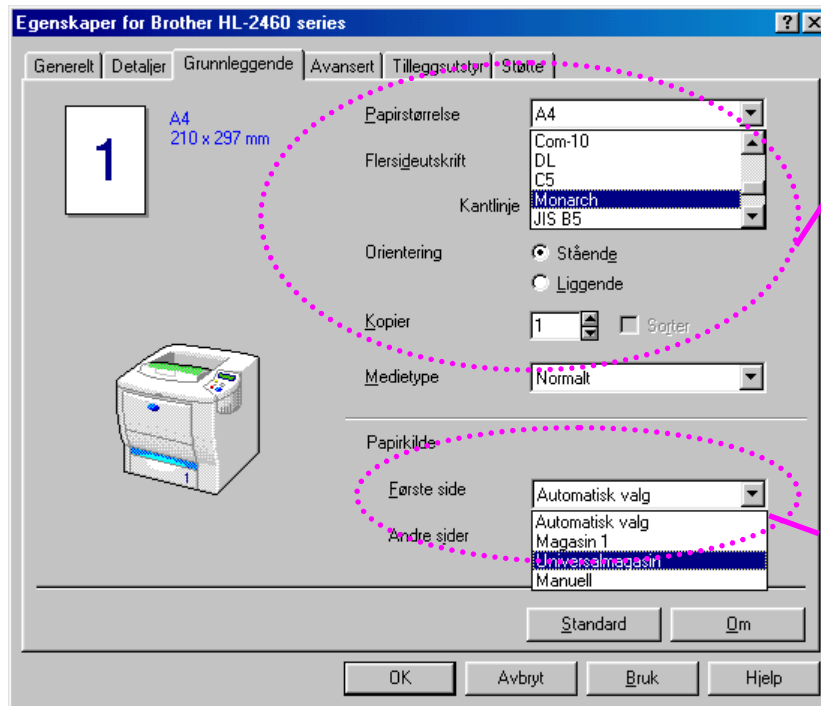 Egenskaper for Brother HL-2460 series
Generelt Detaljer Grunnleggende Avansert Tilleggsutstyr Støtte
1
A4
210 x 297 mm
Papirstørrelse A4
Com-10
Flersideutskrift DL
C5
Kantlinje Monarch
JIS B5
Orientering Stående
Liggende
Kopier 1 Sorter
Medietype Normalt
Papirkilde
1
Første side Automatisk valg
Automatisk valg
Andre sider Magasin 1
Universalmagasin
Manuell
Standard Om
OK Avbryt Bruk Hjelp